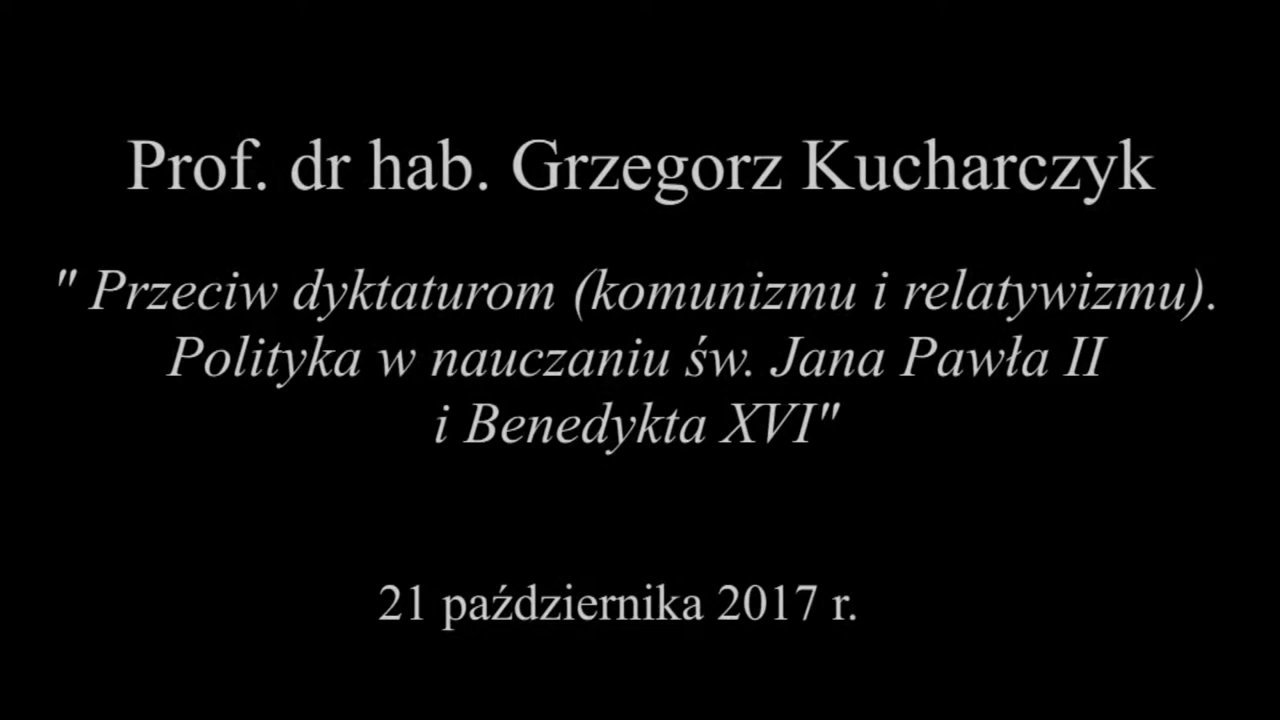 Prof. dr hab. Grzegorz Kucharczyk
" Przeciw dyktaturom (komunizmu i relatywizmu).
Polityka w nauczaniu św. Jana Pawła II
i Benedykta XVI"
21 października 2017 r.